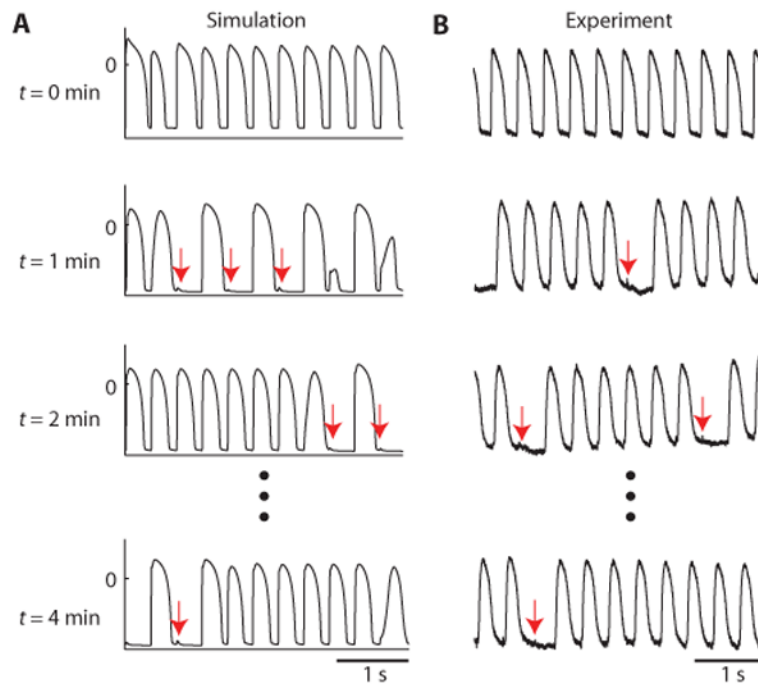 A Simulation B Experiment
0
t = 0 min
0
t = 1 min
0
t = 2 min
0
t = 4 min
1 s 1 s